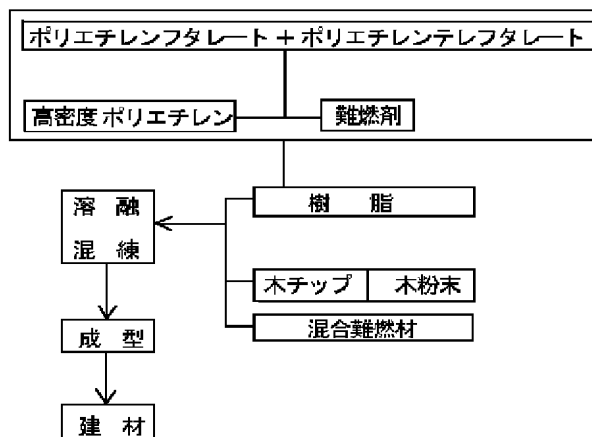 ポリエチレンフタレート＋ポリエチレンテレフタレート
高密度ポリエチレン
難燃剤
樹 脂
溶 融
混 練
木チップ
木粉末
混合難燃材
成 型
建 材